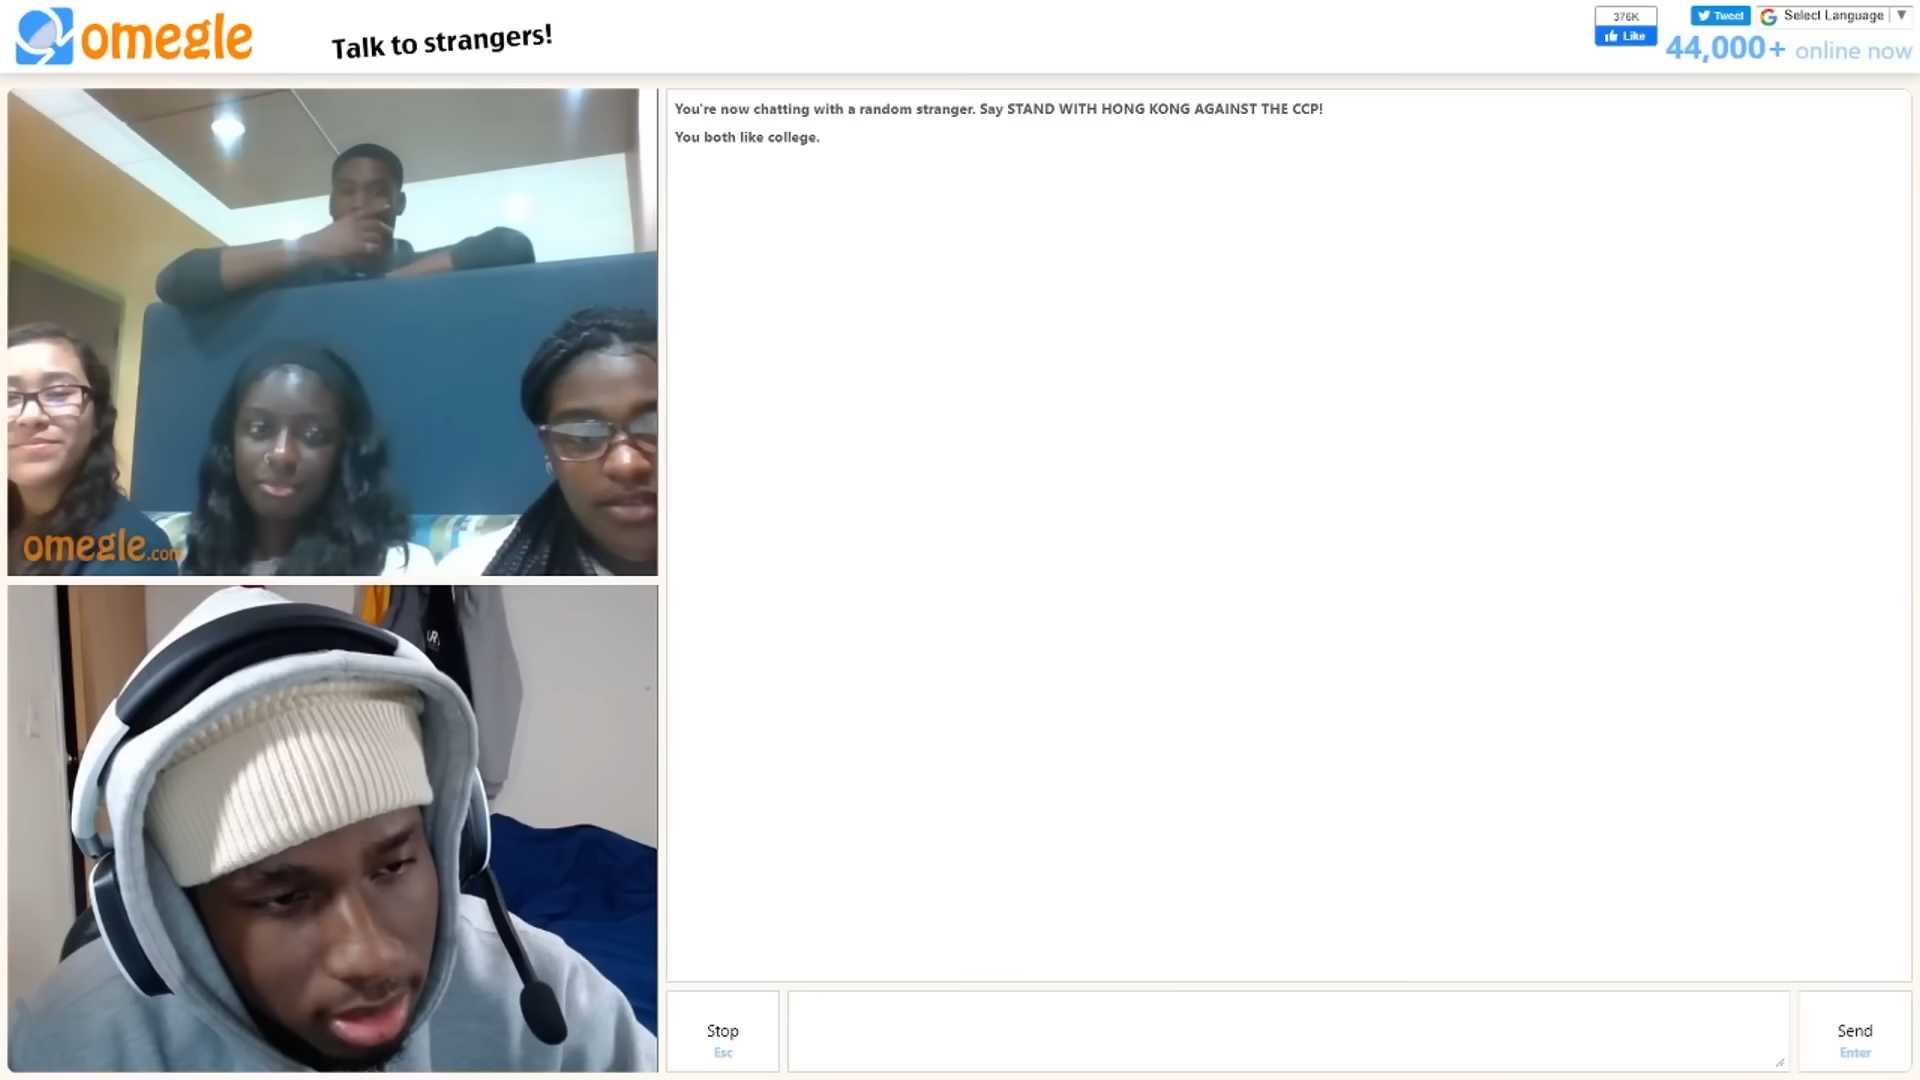 omegle
Talk to strangers!
376K
Like
Tweet
Select Language
44,000+ online now
You're now chatting with a random stranger. Say STAND WITH HONG KONG AGAINST THE CCP!
You both like college.
omegle.com
Stop
Esc
Send
Enter